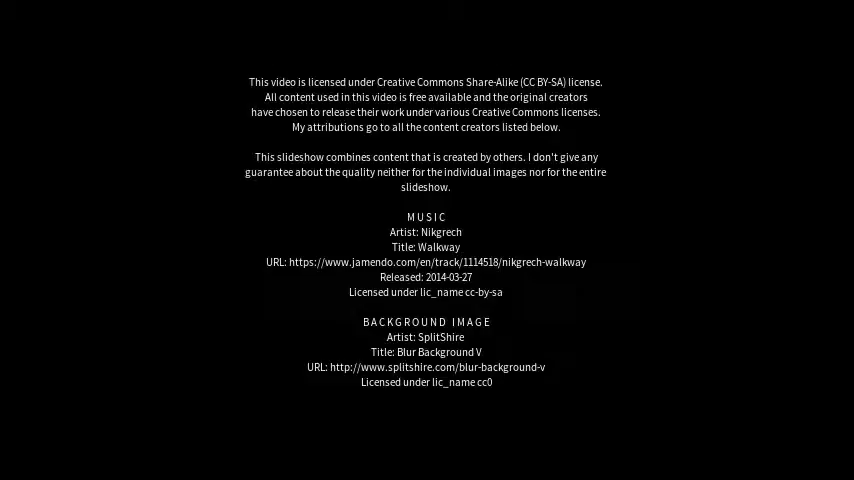 This video is licensed under Creative Commons Share-Alike (CC BY-SA) license.
All content used in this video is free available and the original creators
have chosen to release their work under various Creative Commons licenses.
My attributions go to all the content creators listed below.
This slideshow combines content that is created by others. I don't give any
guarantee about the quality neither for the individual images nor for the entire
slideshow.
MUSIC
Artist: Nikgrech
Title: Walkway
URL: https://www.jamendo.com/en/track/1114518/nikgrech-walkway
Released: 2014-03-27
Licensed under lic_name cc-by-sa
BACKGROUND IMAGE
Artist: SplitShire
Title: Blur Background V
URL: http://www.splitshire.com/blur-background-v
Licensed under lic_name cc0